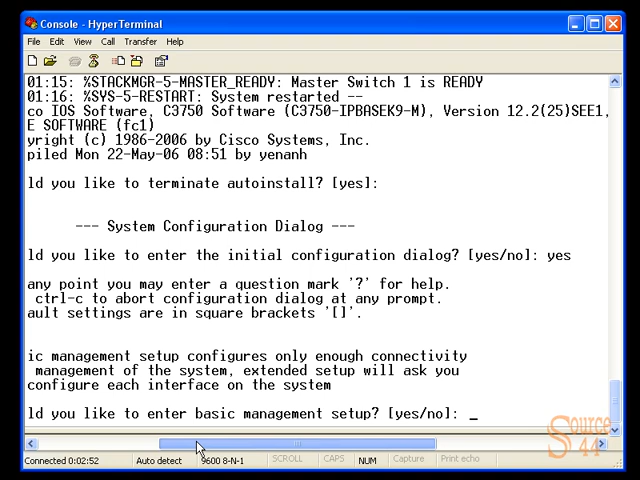 Console - HyperTerminal
File Edit View Call Transfer Help
01:15: %STACKMGR-5-MASTER_READY: Master Switch 1 is READY
01:16: %SYS-5-RESTART: System restarted --
co IOS Software, C3750 Software (C3750-IPBASEK9-M), Version 12.2(25)SEE1,
E SOFTWARE (fc1)
yright (c) 1986-2006 by Cisco Systems, Inc.
piled Mon 22-May-06 08:51 by yenanh
ld you like to terminate autoinstall? [yes]:
--- System Configuration Dialog ---
ld you like to enter the initial configuration dialog? [yes/no]: yes
any point you may enter a question mark '?' for help.
ctrl-c to abort configuration dialog at any prompt.
ault settings are in square brackets '[]'.
ic management setup configures only enough connectivity
management of the system, extended setup will ask you
configure each interface on the system
ld you like to enter basic management setup? [yes/no]: _
Source
44
Connected 0:02:52 Auto detect 9600 8-N-1 SCROLL CAPS NUM Capture Print echo